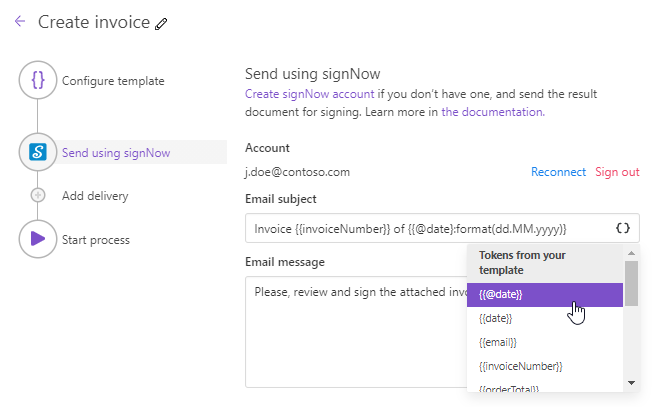 Create invoice
Configure template
Send using signNow
Add delivery
Start process
Send using signNow
Create signNow account if you don't have one, and send the result
document for signing. Learn more in the documentation.
Account
j.doe@contoso.com
Reconnect
Sign out
Email subject
Invoice {{invoiceNumber}} of {{@date}:format(dd.MM.yyyy)}
Email message
Please, review and sign the attached invo
Tokens from your
template
{{@date}}
{{date}}
{{email}}
{{invoiceNumber}}
{{orderTotal}}